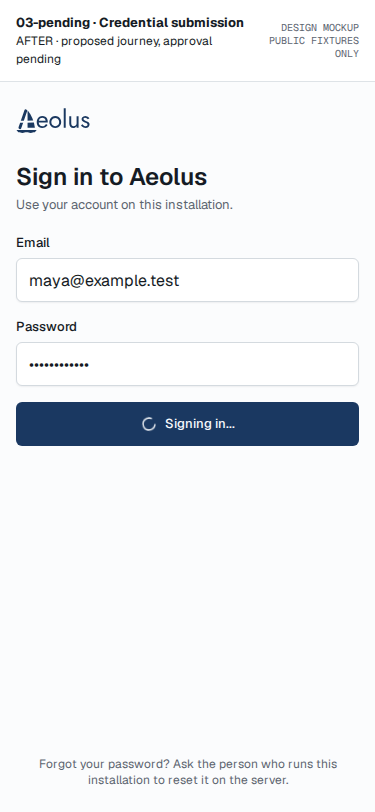 03-pending · Credential submission
AFTER · proposed journey, approval
pending
DESIGN MOCKUP
PUBLIC FIXTURES
ONLY
Aeolus
Sign in to Aeolus
Use your account on this installation.
Email
maya@example.test
Password
••••••••••••
Signing in...
Forgot your password? Ask the person who runs this
installation to reset it on the server.